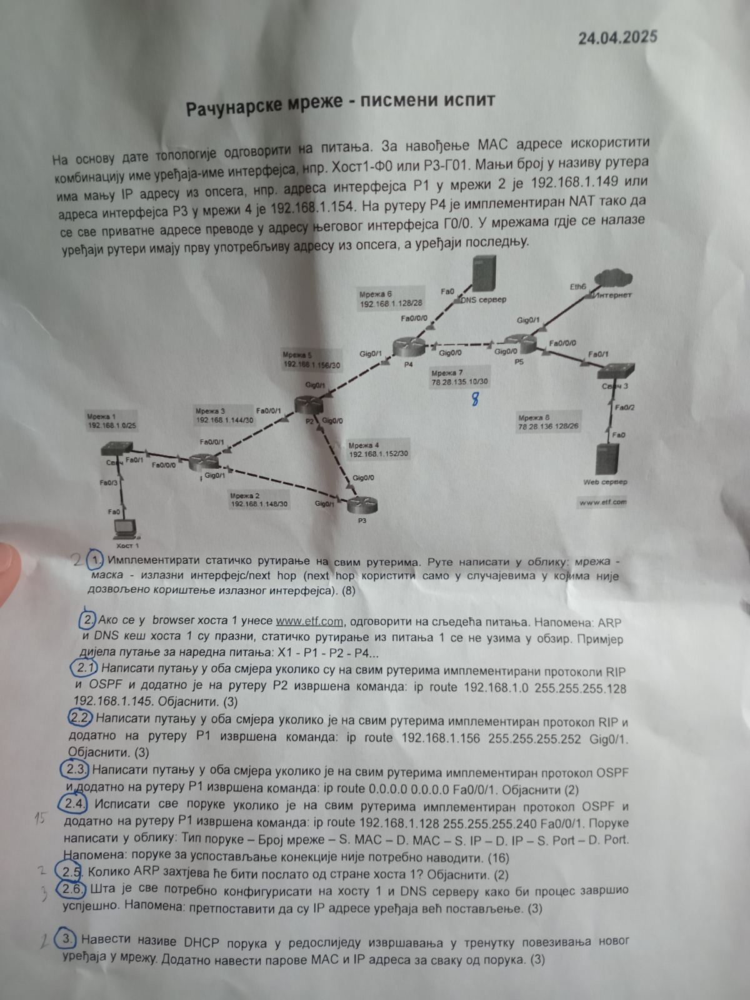 24.04.2025
Рачунарске мреже - писмени испит
На основу дате топологије одговорити на питања. За навођење MAC адресе искористити
комбинацију име уређаја-име интерфејса, нпр. Хост1-Ф0 или Р3-Г01. Мањи број у називу рутера
има мању IP адресу из опсега, нпр. адреса интерфејса Р1 у мрежи 2 је 192.168.1.149 или
адреса интерфејса Р3 у мрежи 4 је 192.168.1.154. На рутеру Р4 је имплементиран NAT тако да
се све приватне адресе преводе у адресу његовог интерфејса Г0/0. У мрежама гдје се налазе
уређаји рутери имају прву употребљиву адресу из опсега, а уређаји последњу.
Мрежа 6
192.168.1.128/28
Fa0
DNS сервер
Fa0/0/0
Eth6
Интернет
Gig0/1
Мрежа 5
192.168.1.156/30
Gig0/1
P4
Gig0/0
Gig0/0
P5
Fa0/0/0
Fa0/1
Свич 3
Мрежа 7
78.28.135.10/30
8
Gig0/1
P2
Gig0/0
Fa0/2
Мрежа 1
192.168.1.0/25
Мрежа 3
192.168.1.144/30
Fa0/0/1
Мрежа 8
78.28.136.128/26
Fa0
Fa0/0/1
Мрежа 4
192.168.1.152/30
Свич
Fa0/1
Fa0/0/0
Gig0/1
Fa0/3
Gig0/0
Web сервер
Мрежа 2
192.168.1.148/30
Gig0/1
P3
www.etf.com
Fa0
Хост 1
2 1. Имплементирати статичко рутирање на свим рутерима. Руте написати у облику: мрежа -
маска - излазни интерфејс/next hop (next hop користити само у случајевима у којима није
дозвољено кориштење излазног интерфејса). (8)
2. Ако се у browser хоста 1 унесе www.etf.com, одговорити на сљедећа питања. Напомена: ARP
и DNS кеш хоста 1 су празни, статичко рутирање из питања 1 се не узима у обзир. Примјер
дијела путање за наредна питања: Х1 - Р1 - Р2 - Р4...
2.1 Написати путању у оба смјера уколико су на свим рутерима имплементирани протоколи RIP
и OSPF и додатно је на рутеру Р2 извршена команда: ip route 192.168.1.0 255.255.255.128
192.168.1.145. Објаснити. (3)
2.2 Написати путању у оба смјера уколико је на свим рутерима имплементиран протокол RIP и
додатно на рутеру Р1 извршена команда: ip route 192.168.1.156 255.255.255.252 Gig0/1.
Објаснити. (3)
2.3. Написати путању у оба смјера уколико је на свим рутерима имплементиран протокол OSPF
и додатно на рутеру Р1 извршена команда: ip route 0.0.0.0 0.0.0.0 Fa0/0/1. Објаснити (2)
2.4. Исписати све поруке уколико је на свим рутерима имплементиран протокол OSPF и
15 додатно на рутеру Р1 извршена команда: ip route 192.168.1.128 255.255.255.240 Fa0/0/1. Поруке
написати у облику: Тип поруке – Број мреже – S. MAC – D. MAC – S. IP – D. IP – S. Port – D. Port.
Напомена: поруке за успостављање конекције није потребно наводити. (16)
2 2.5. Колико ARP захтјева ће бити послато од стране хоста 1? Објаснити. (2)
3 2.6. Шта је све потребно конфигурисати на хосту 1 и DNS серверу како би процес завршио
успјешно. Напомена: претпоставити да су IP адресе уређаја већ постављене. (3)
2 3. Навести називе DHCP порука у редослиједу извршавања у тренутку повезивања новог
уређаја у мрежу. Додатно навести парове MAC и IP адреса за сваку од порука. (3)